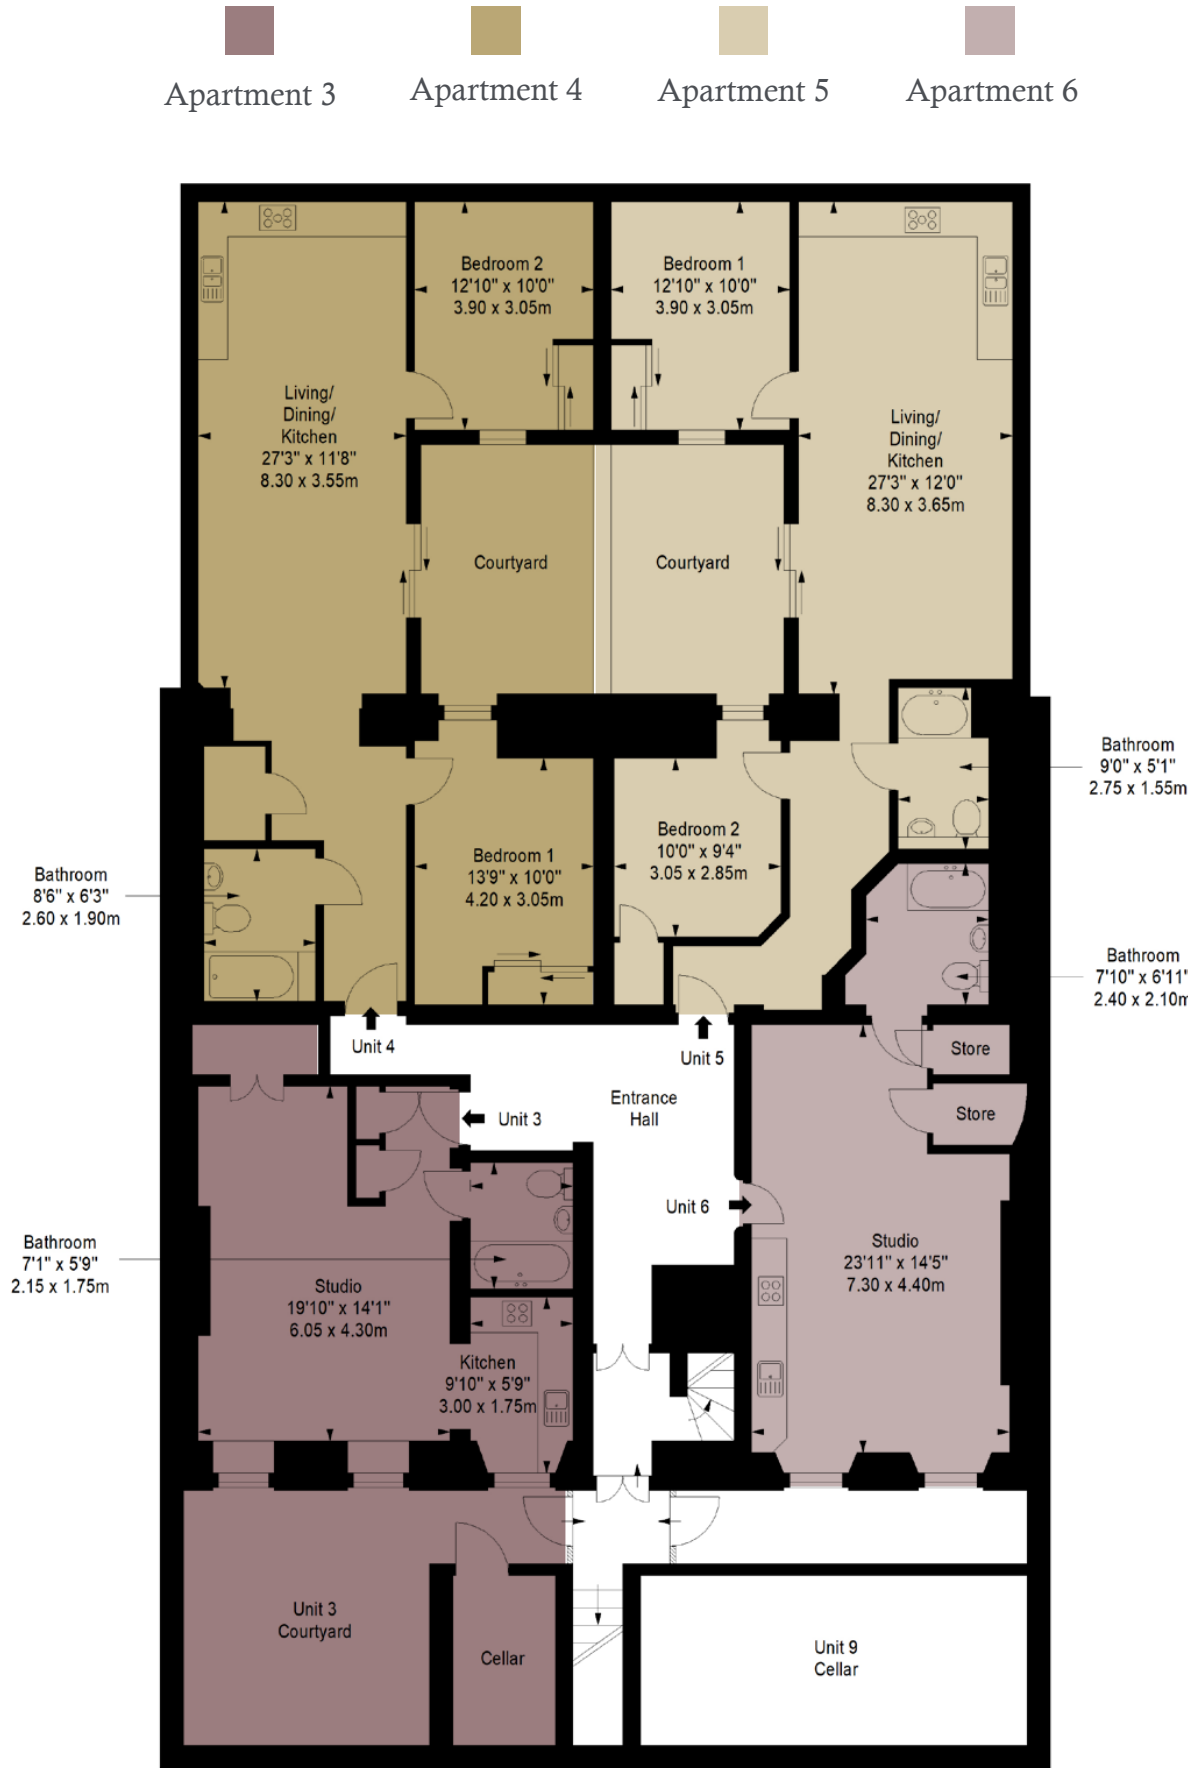 Apartment 3
Apartment 4
Apartment 5
Apartment 6
Bedroom 2
12'10" x 10'0"
3.90 x 3.05m
Bedroom 1
12'10" x 10'0"
3.90 x 3.05m
Living/
Dining/
Kitchen
27'3" x 11'8"
8.30 x 3.55m
Living/
Dining/
Kitchen
27'3" x 12'0"
8.30 x 3.65m
Courtyard
Courtyard
Bathroom
9'0" x 5'1"
2.75 x 1.55m
Bathroom
8'6" x 6'3"
2.60 x 1.90m
Bedroom 1
13'9" x 10'0"
4.20 x 3.05m
Bedroom 2
10'0" x 9'4"
3.05 x 2.85m
Bathroom
7'10" x 6'11"
2.40 x 2.10m
Unit 4
Unit 5
Store
Entrance
Hall
Unit 3
Store
Unit 6
Bathroom
7'1" x 5'9"
2.15 x 1.75m
Studio
19'10" x 14'1"
6.05 x 4.30m
Studio
23'11" x 14'5"
7.30 x 4.40m
Kitchen
9'10" x 5'9"
3.00 x 1.75m
Unit 3
Courtyard
Cellar
Unit 9
Cellar